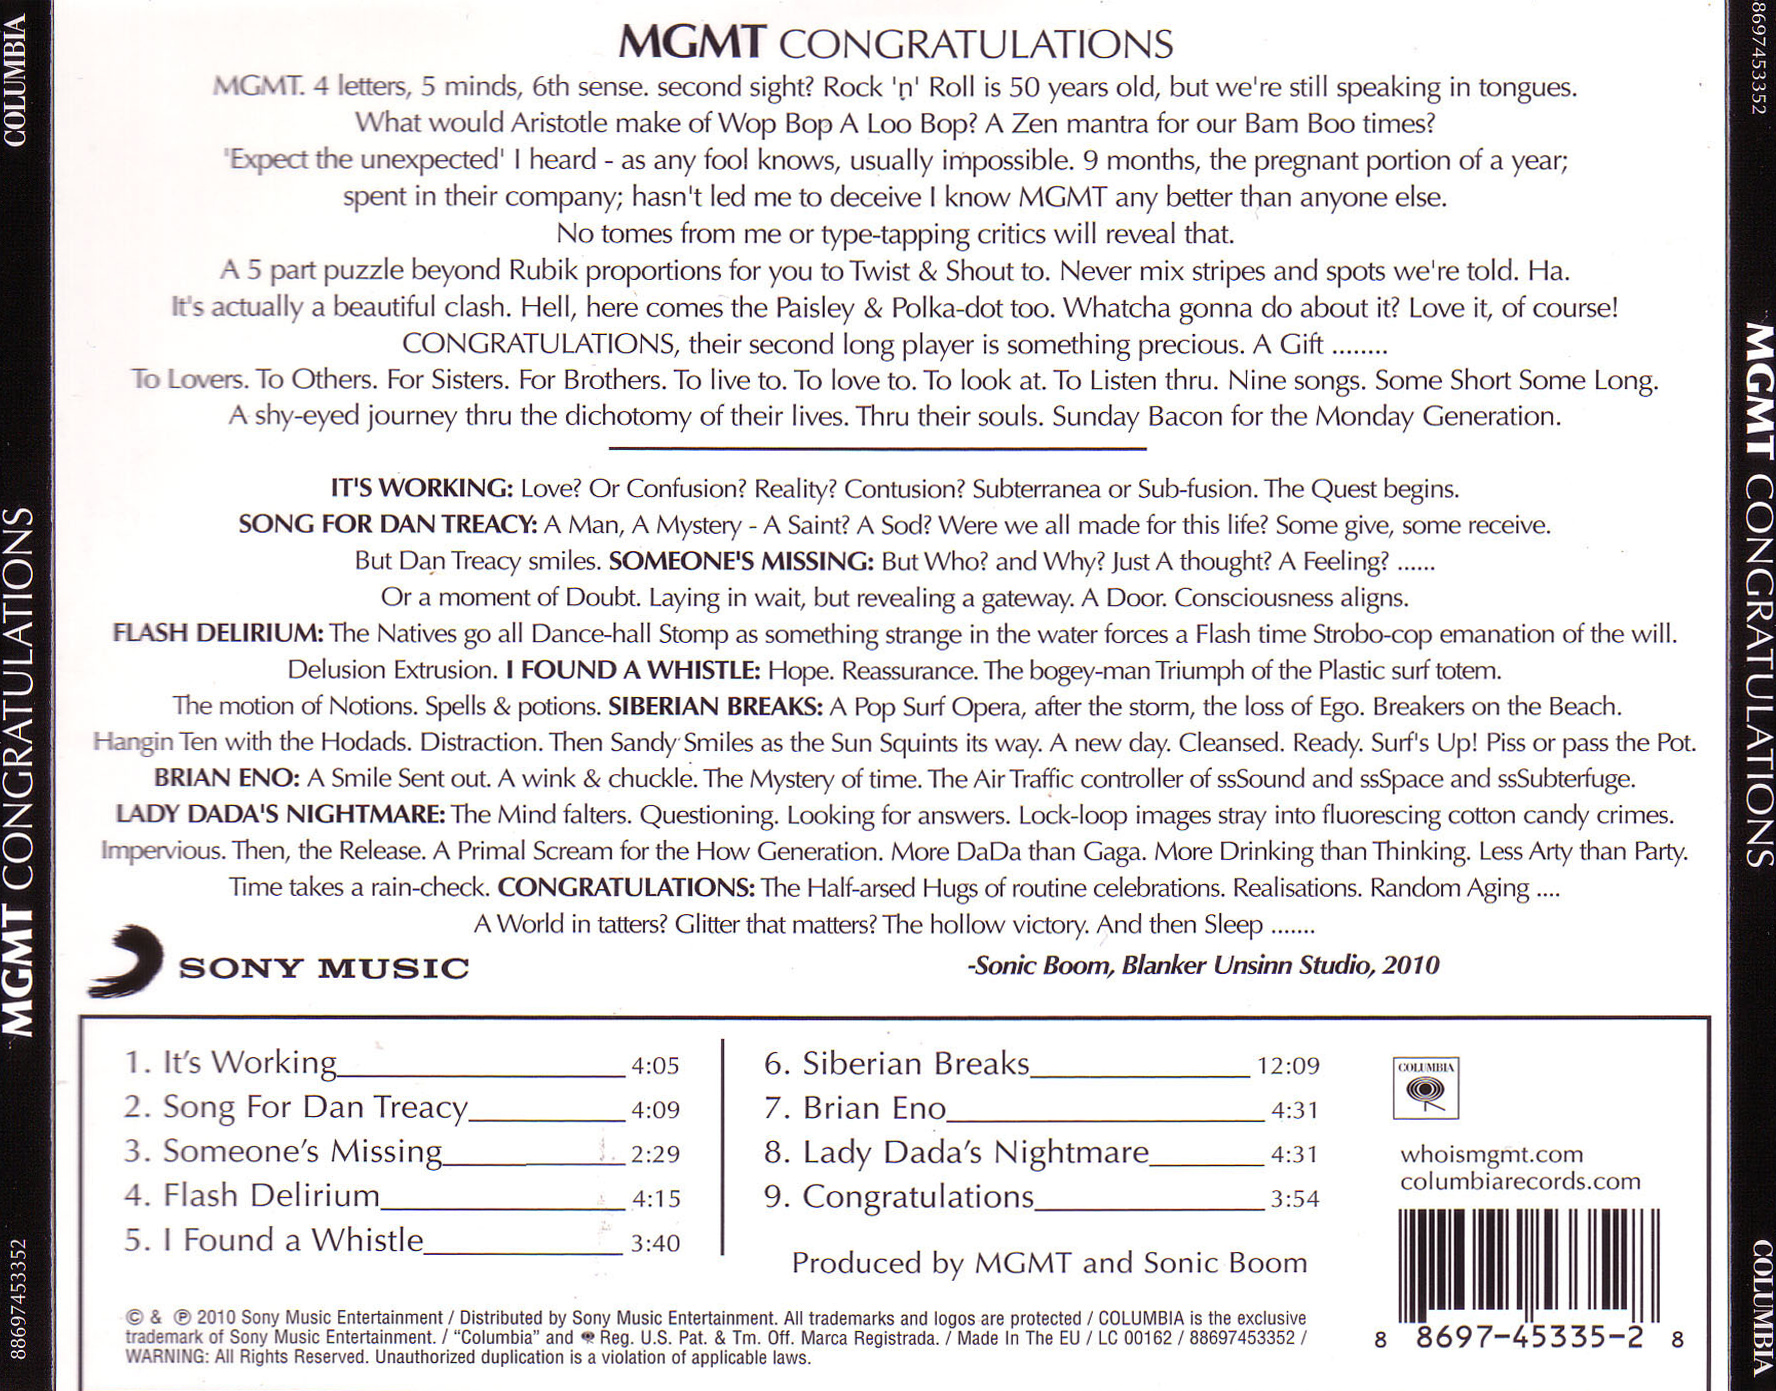 MGMT CONGRATULATIONS
MGMT. 4 letters, 5 minds, 6th sense. second sight? Rock 'n' Roll is 50 years old, but we're still speaking in tongues.
What would Aristotle make of Wop Bop A Loo Bop? A Zen mantra for our Bam Boo times?
'Expect the unexpected' I heard - as any fool knows, usually impossible. 9 months, the pregnant portion of a year;
spent in their company; hasn't led me to deceive I know MGMT any better than anyone else.
No tomes from me or type-tapping critics will reveal that.
A 5 part puzzle beyond Rubik proportions for you to Twist & Shout to. Never mix stripes and spots we're told. Ha.
It's actually a beautiful clash. Hell, here comes the Paisley & Polka-dot too. Whatcha gonna do about it? Love it, of course!
CONGRATULATIONS, their second long player is something precious. A Gift ........
To Lovers. To Others. For Sisters. For Brothers. To live to. To love to. To look at. To Listen thru. Nine songs. Some Short Some Long.
A shy-eyed journey thru the dichotomy of their lives. Thru their souls. Sunday Bacon for the Monday Generation.
IT'S WORKING: Love? Or Confusion? Reality? Contusion? Subterranea or Sub-fusion. The Quest begins.
SONG FOR DAN TREACY: A Man, A Mystery - A Saint? A Sod? Were we all made for this life? Some give, some receive.
But Dan Treacy smiles. SOMEONE'S MISSING: But Who? and Why? Just A thought? A Feeling? ......
Or a moment of Doubt. Laying in wait, but revealing a gateway. A Door. Consciousness aligns.
FLASH DELIRIUM: The Natives go all Dance-hall Stomp as something strange in the water forces a Flash time Strobo-cop emanation of the will.
Delusion Extrusion. I FOUND A WHISTLE: Hope. Reassurance. The bogey-man Triumph of the Plastic surf totem.
The motion of Notions. Spells & potions. SIBERIAN BREAKS: A Pop Surf Opera, after the storm, the loss of Ego. Breakers on the Beach.
Hangin Ten with the Hodads. Distraction. Then Sandy Smiles as the Sun Squints its way. A new day. Cleansed. Ready. Surf's Up! Piss or pass the Pot.
BRIAN ENO: A Smile Sent out. A wink & chuckle. The Mystery of time. The Air Traffic controller of ssSound and ssSpace and ssSubterfuge.
LADY DADA'S NIGHTMARE: The Mind falters. Questioning. Looking for answers. Lock-loop images stray into fluorescing cotton candy crimes.
Impervious. Then, the Release. A Primal Scream for the How Generation. More DaDa than Gaga. More Drinking than Thinking. Less Arty than Party.
Time takes a rain-check. CONGRATULATIONS: The Half-arsed Hugs of routine celebrations. Realisations. Random Aging ....
A World in tatters? Glitter that matters? The hollow victory. And then Sleep .......
-Sonic Boom, Blanker Unsinn Studio, 2010
SONY MUSIC
1. It's Working 4:05
2. Song For Dan Treacy 4:09
3. Someone's Missing 2:29
4. Flash Delirium 4:15
5. I Found a Whistle 3:40
6. Siberian Breaks 12:09
7. Brian Eno 4:31
8. Lady Dada's Nightmare 4:31
9. Congratulations 3:54
Produced by MGMT and Sonic Boom
COLUMBIA
whoismgmt.com
columbiarecords.com
8 8697-45335-2 8
© & ℗ 2010 Sony Music Entertainment / Distributed by Sony Music Entertainment. All trademarks and logos are protected / COLUMBIA is the exclusive
trademark of Sony Music Entertainment. / "Columbia" and Reg. U.S. Pat. & Tm. Off. Marca Registrada. / Made In The EU / LC 00162 / 88697453352 /
WARNING: All Rights Reserved. Unauthorized duplication is a violation of applicable laws.
88697453352 MGMT CONGRATULATIONS COLUMBIA
88697453352 MGMT CONGRATULATIONS COLUMBIA